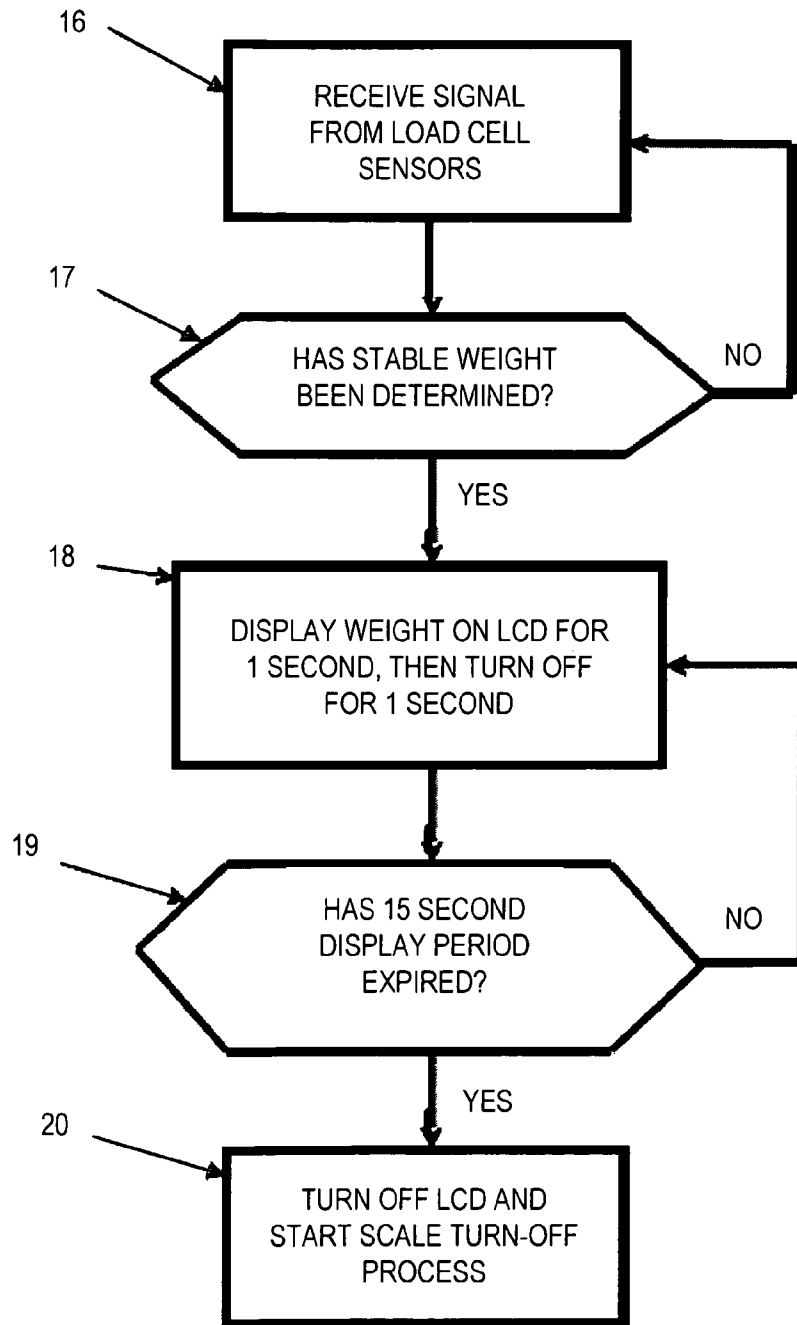 16
RECEIVE SIGNAL
FROM LOAD CELL
SENSORS
17
HAS STABLE WEIGHT
BEEN DETERMINED?
NO
YES
18
DISPLAY WEIGHT ON LCD FOR
1 SECOND, THEN TURN OFF
FOR 1 SECOND
19
HAS 15 SECOND
DISPLAY PERIOD
EXPIRED?
NO
YES
20
TURN OFF LCD AND
START SCALE TURN-OFF
PROCESS